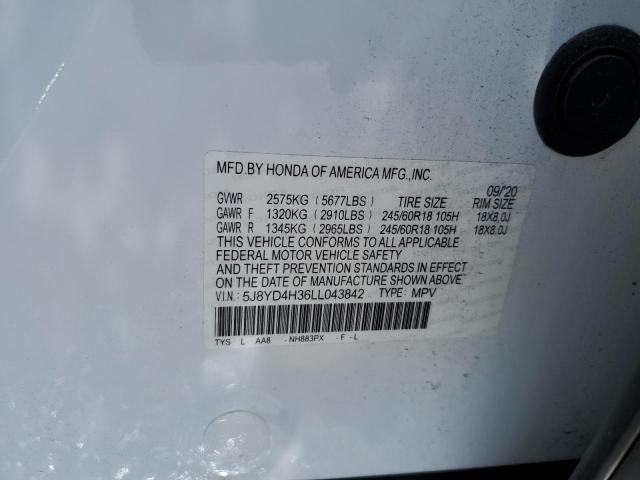 MFD.BY HONDA OF AMERICA MFG.,INC.
09/20
GVWR 2575KG (5677LBS) TIRE SIZE RIM SIZE
GAWR F 1320KG (2910LBS) 245/60R18 105H 18X8.0J
GAWR R 1345KG (2965LBS) 245/60R18 105H 18X8.0J
THIS VEHICLE CONFORMS TO ALL APPLICABLE
FEDERAL MOTOR VEHICLE SAFETY
AND THEFT PREVENTION STANDARDS IN EFFECT
ON THE DATE OF MANUFACTURE SHOWN ABOVE.
V.I.N.: 5J8YD4H36LL043842 TYPE: MPV
TYS L AA8 - NH883PX - F - L